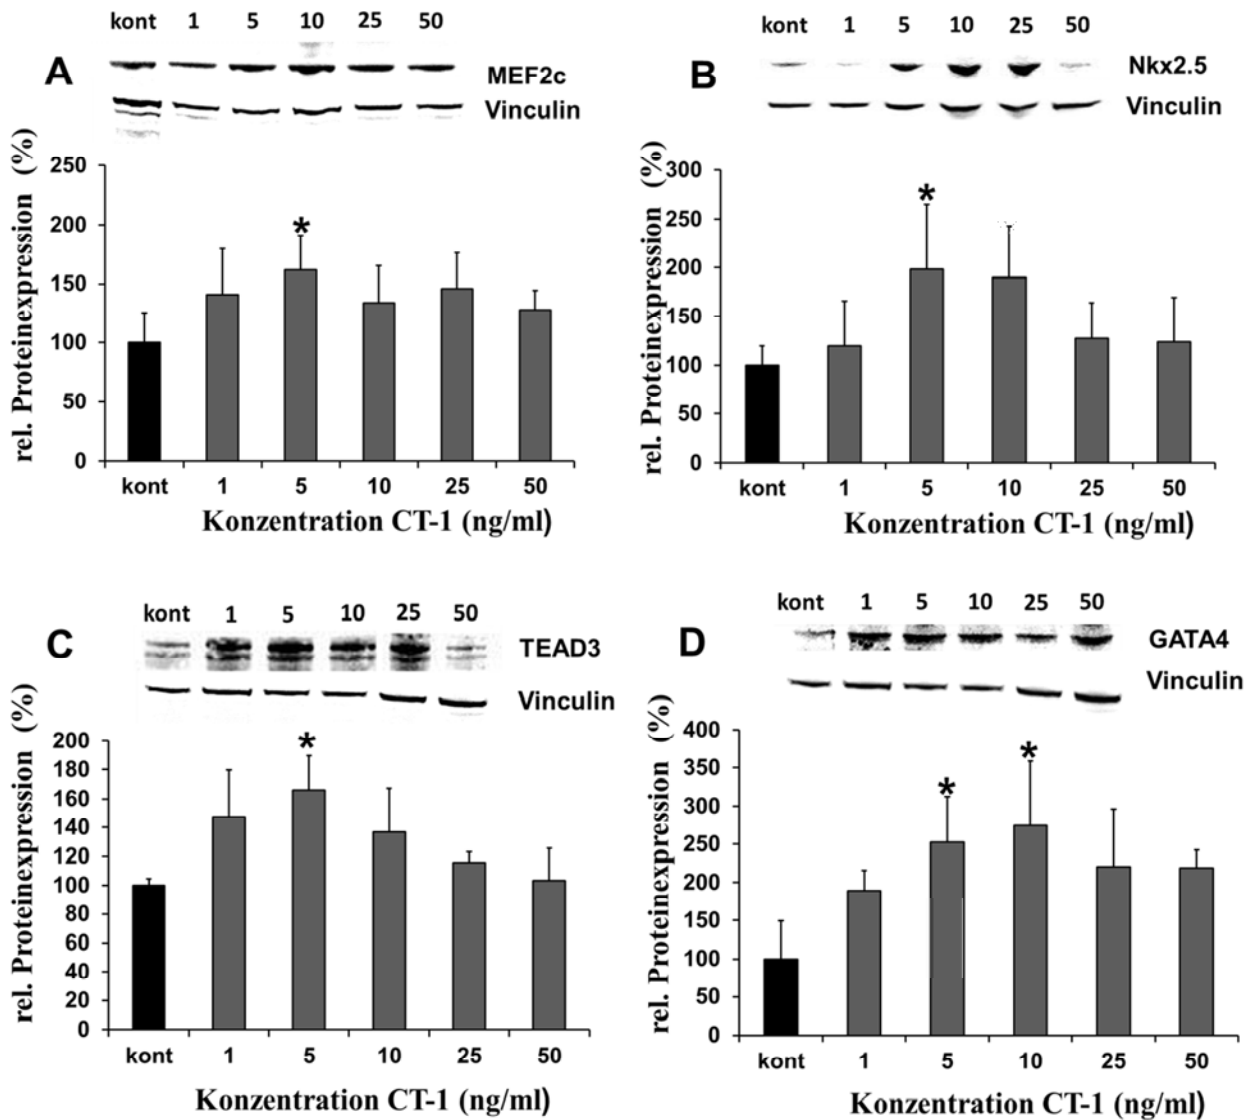 kont 1 5 10 25 50
A
MEF2c
Vinculin
rel. Proteinexpression (%)
250
200
150
100
50
0
*
kont 1 5 10 25 50
Konzentration CT-1 (ng/ml)
kont 1 5 10 25 50
B
Nkx2.5
Vinculin
rel. Proteinexpression (%)
300
250
200
150
100
50
0
*
kont 1 5 10 25 50
Konzentration CT-1 (ng/ml)
kont 1 5 10 25 50
C
TEAD3
Vinculin
rel. Proteinexpression (%)
200
180
160
140
120
100
80
60
40
20
0
*
kont 1 5 10 25 50
Konzentration CT-1 (ng/ml)
kont 1 5 10 25 50
D
GATA4
Vinculin
rel. Proteinexpression (%)
400
350
300
250
200
150
100
50
0
* *
kont 1 5 10 25 50
Konzentration CT-1 (ng/ml)